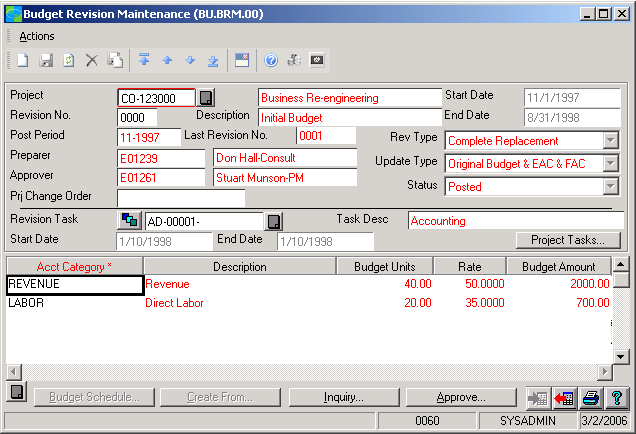 Budget Revision Maintenance (BU.BRM.00)
Actions
Project CO-123000 Business Re-engineering Start Date 11/1/1997
Revision No. 0000 Description Initial Budget End Date 8/31/1998
Post Period 11-1997 Last Revision No. 0001 Rev Type Complete Replacement
Preparer E01239 Don Hall-Consult Update Type Original Budget & EAC & FAC
Approver E01261 Stuart Munson-PM Status Posted
Prj Change Order
Revision Task AD-00001- Task Desc Accounting
Start Date 1/10/1998 End Date 1/10/1998 Project Tasks...
Acct Category * Description Budget Units Rate Budget Amount
REVENUE Revenue 40.00 50.0000 2000.00
LABOR Direct Labor 20.00 35.0000 700.00
Budget Schedule... Create From... Inquiry... Approve...
0060 SYSADMIN 3/2/2006